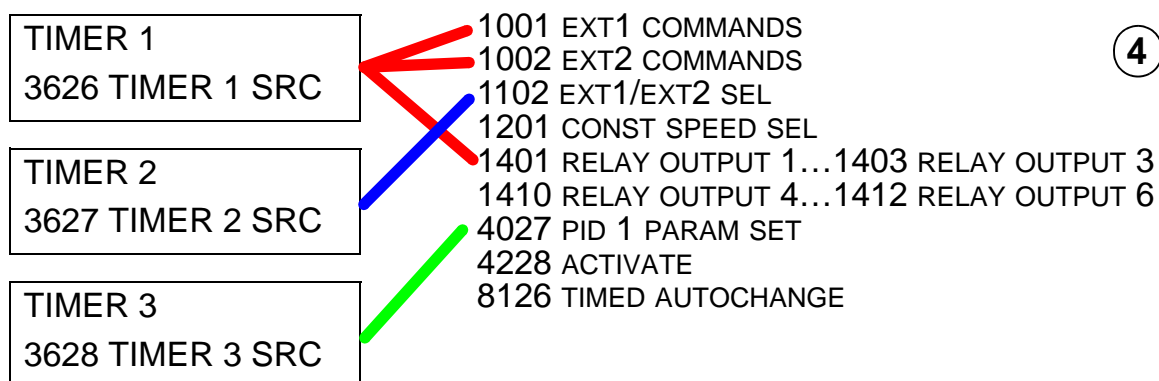 TIMER 1
3626 TIMER 1 SRC
TIMER 2
3627 TIMER 2 SRC
TIMER 3
3628 TIMER 3 SRC
1001 EXT1 COMMANDS
1002 EXT2 COMMANDS
1102 EXT1/EXT2 SEL
1201 CONST SPEED SEL
1401 RELAY OUTPUT 1…1403 RELAY OUTPUT 3
1410 RELAY OUTPUT 4…1412 RELAY OUTPUT 6
4027 PID 1 PARAM SET
4228 ACTIVATE
8126 TIMED AUTOCHANGE
4